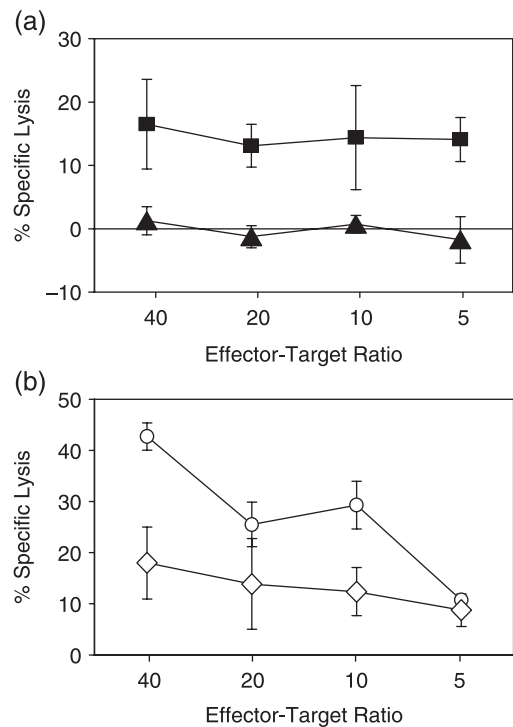 (a)
30
20
10
0
−10
% Specific Lysis
40 20 10 5
Effector-Target Ratio
(b)
50
40
30
20
10
0
% Specific Lysis
40 20 10 5
Effector-Target Ratio